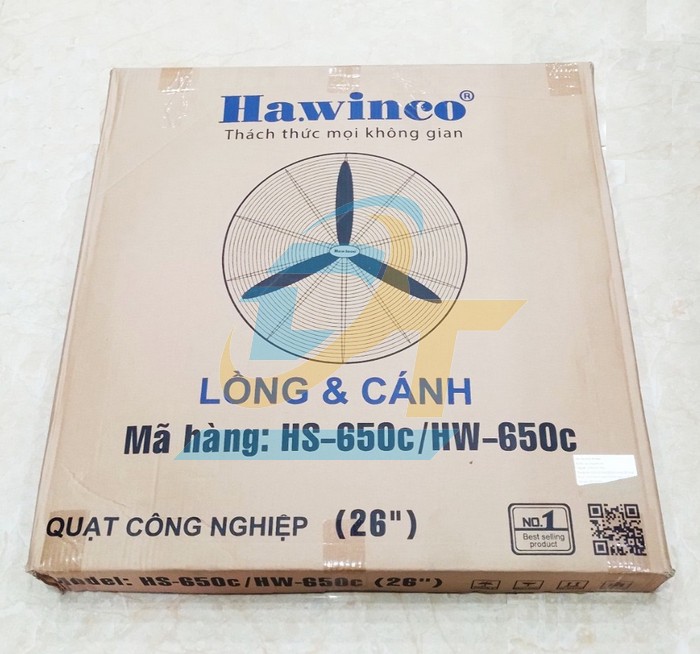 Hawinco®
Thách thức mọi không gian
LỒNG & CÁNH
Mã hàng: HS-650c/HW-650c
QUẠT CÔNG NGHIỆP (26")
NO.1
Best selling
product
Model: HS-650c/HW-650c (26")